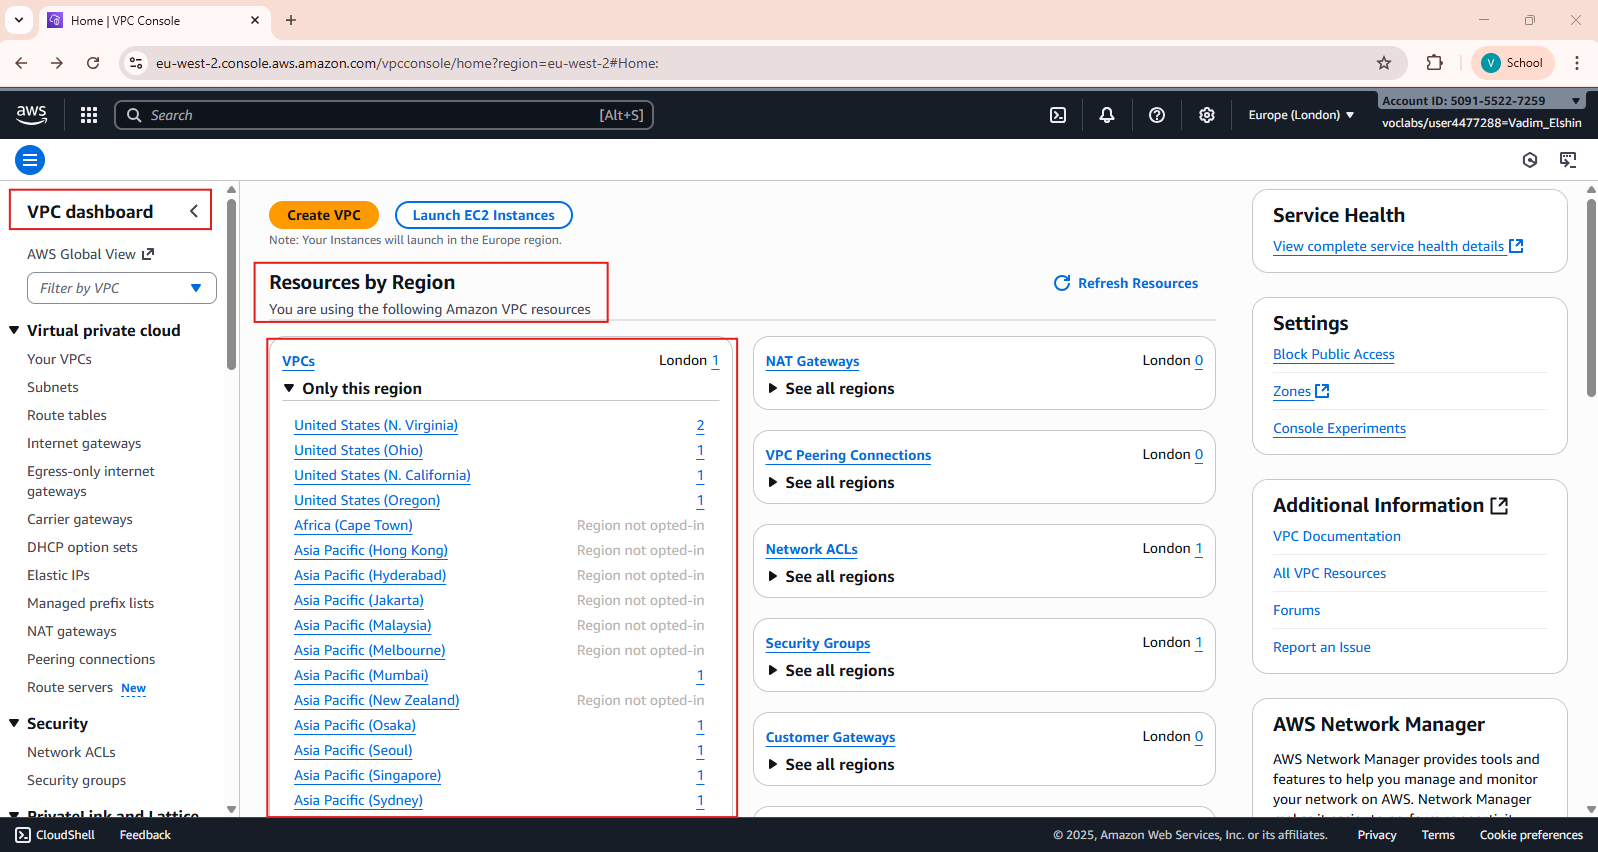 Home | VPC Console
eu-west-2.console.aws.amazon.com/vpcconsole/home?region=eu-west-2#Home:
V School
aws
Search [Alt+S]
Europe (London)
Account ID: 5091-5522-7259
voclabs/user4477288=Vadim_Elshin
VPC dashboard
AWS Global View
Filter by VPC
Virtual private cloud
Your VPCs
Subnets
Route tables
Internet gateways
Egress-only internet
gateways
Carrier gateways
DHCP option sets
Elastic IPs
Managed prefix lists
NAT gateways
Peering connections
Route servers New
Security
Network ACLs
Security groups
PrivateLink and Lattice
Create VPC
Launch EC2 Instances
Note: Your Instances will launch in the Europe region.
Resources by Region
You are using the following Amazon VPC resources
Refresh Resources
VPCs London 1
Only this region
United States (N. Virginia) 2
United States (Ohio) 1
United States (N. California) 1
United States (Oregon) 1
Africa (Cape Town) Region not opted-in
Asia Pacific (Hong Kong) Region not opted-in
Asia Pacific (Hyderabad) Region not opted-in
Asia Pacific (Jakarta) Region not opted-in
Asia Pacific (Malaysia) Region not opted-in
Asia Pacific (Melbourne) Region not opted-in
Asia Pacific (Mumbai) 1
Asia Pacific (New Zealand) Region not opted-in
Asia Pacific (Osaka) 1
Asia Pacific (Seoul) 1
Asia Pacific (Singapore) 1
Asia Pacific (Sydney) 1
NAT Gateways London 0
See all regions
VPC Peering Connections London 0
See all regions
Network ACLs London 1
See all regions
Security Groups London 1
See all regions
Customer Gateways London 0
See all regions
Service Health
View complete service health details
Settings
Block Public Access
Zones
Console Experiments
Additional Information
VPC Documentation
All VPC Resources
Forums
Report an Issue
AWS Network Manager
AWS Network Manager provides tools and
features to help you manage and monitor
your network on AWS. Network Manager
CloudShell
Feedback
© 2025, Amazon Web Services, Inc. or its affiliates.
Privacy
Terms
Cookie preferences